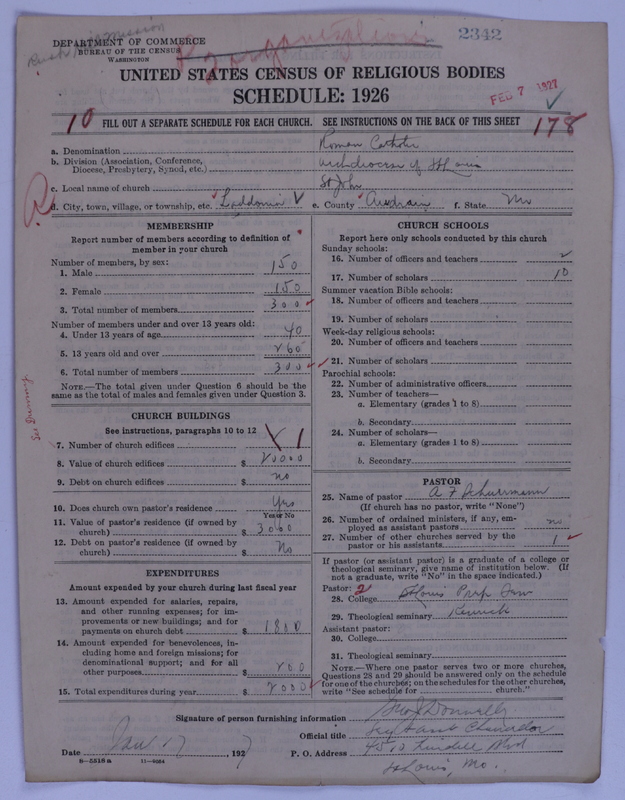 DEPARTMENT OF COMMERCE
BUREAU OF THE CENSUS
WASHINGTON
2342
UNITED STATES CENSUS OF RELIGIOUS BODIES
SCHEDULE: 1926
FEB 7 1927
10 FILL OUT A SEPARATE SCHEDULE FOR EACH CHURCH. SEE INSTRUCTIONS ON THE BACK OF THIS SHEET 178
a. Denomination Roman Catholic
b. Division (Association, Conference, Diocese, Presbytery, Synod, etc.) Archdiocese of St Louis
c. Local name of church St John
d. City, town, village, or township, etc. Laddonia e. County Audrain f. State Mo
MEMBERSHIP
Report number of members according to definition of member in your church
Number of members, by sex:
1. Male 150
2. Female 150
3. Total number of members 300
Number of members under and over 13 years old:
4. Under 13 years of age 40
5. 13 years old and over 260
6. Total number of members 300
NOTE.—The total given under Question 6 should be the same as the total of males and females given under Question 3.
CHURCH BUILDINGS
See instructions, paragraphs 10 to 12
7. Number of church edifices 1
8. Value of church edifices $ 20000
9. Debt on church edifices $ no
10. Does church own pastor's residence Yes
Yes or No
11. Value of pastor's residence (if owned by church) $ 3000
12. Debt on pastor's residence (if owned by church) $ No
EXPENDITURES
Amount expended by your church during last fiscal year
13. Amount expended for salaries, repairs, and other running expenses; for improvements or new buildings; and for payments on church debt $ 1800
14. Amount expended for benevolences, including home and foreign missions; for denominational support; and for all other purposes $ 200
15. Total expenditures during year $ 2000
CHURCH SCHOOLS
Report here only schools conducted by this church
Sunday schools:
16. Number of officers and teachers
17. Number of scholars 10
Summer vacation Bible schools:
18. Number of officers and teachers
19. Number of scholars
Week-day religious schools:
20. Number of officers and teachers
21. Number of scholars
Parochial schools:
22. Number of administrative officers
23. Number of teachers—
a. Elementary (grades 1 to 8)
b. Secondary
24. Number of scholars—
a. Elementary (grades 1 to 8)
b. Secondary
PASTOR
25. Name of pastor A F Schurmann
(If church has no pastor, write "None")
26. Number of ordained ministers, if any, employed as assistant pastors no
27. Number of other churches served by the pastor or his assistants 1
If pastor (or assistant pastor) is a graduate of a college or theological seminary, give name of institution below. (If not a graduate, write "No" in the space indicated.)
Pastor: 2
28. College St Louis Prep Sem
29. Theological seminary Kenrick
Assistant pastor:
30. College
31. Theological seminary
NOTE.—Where one pastor serves two or more churches, Questions 28 and 29 should be answered only on the schedule for one of the churches; on the schedules for the other churches, write "See schedule for church."
Signature of person furnishing information Donnelly
Official title Chancellor
Date Jan 17 1927 P. O. Address 4510 Lindell Blvd
St Louis, Mo.
8-5318a 11-9584